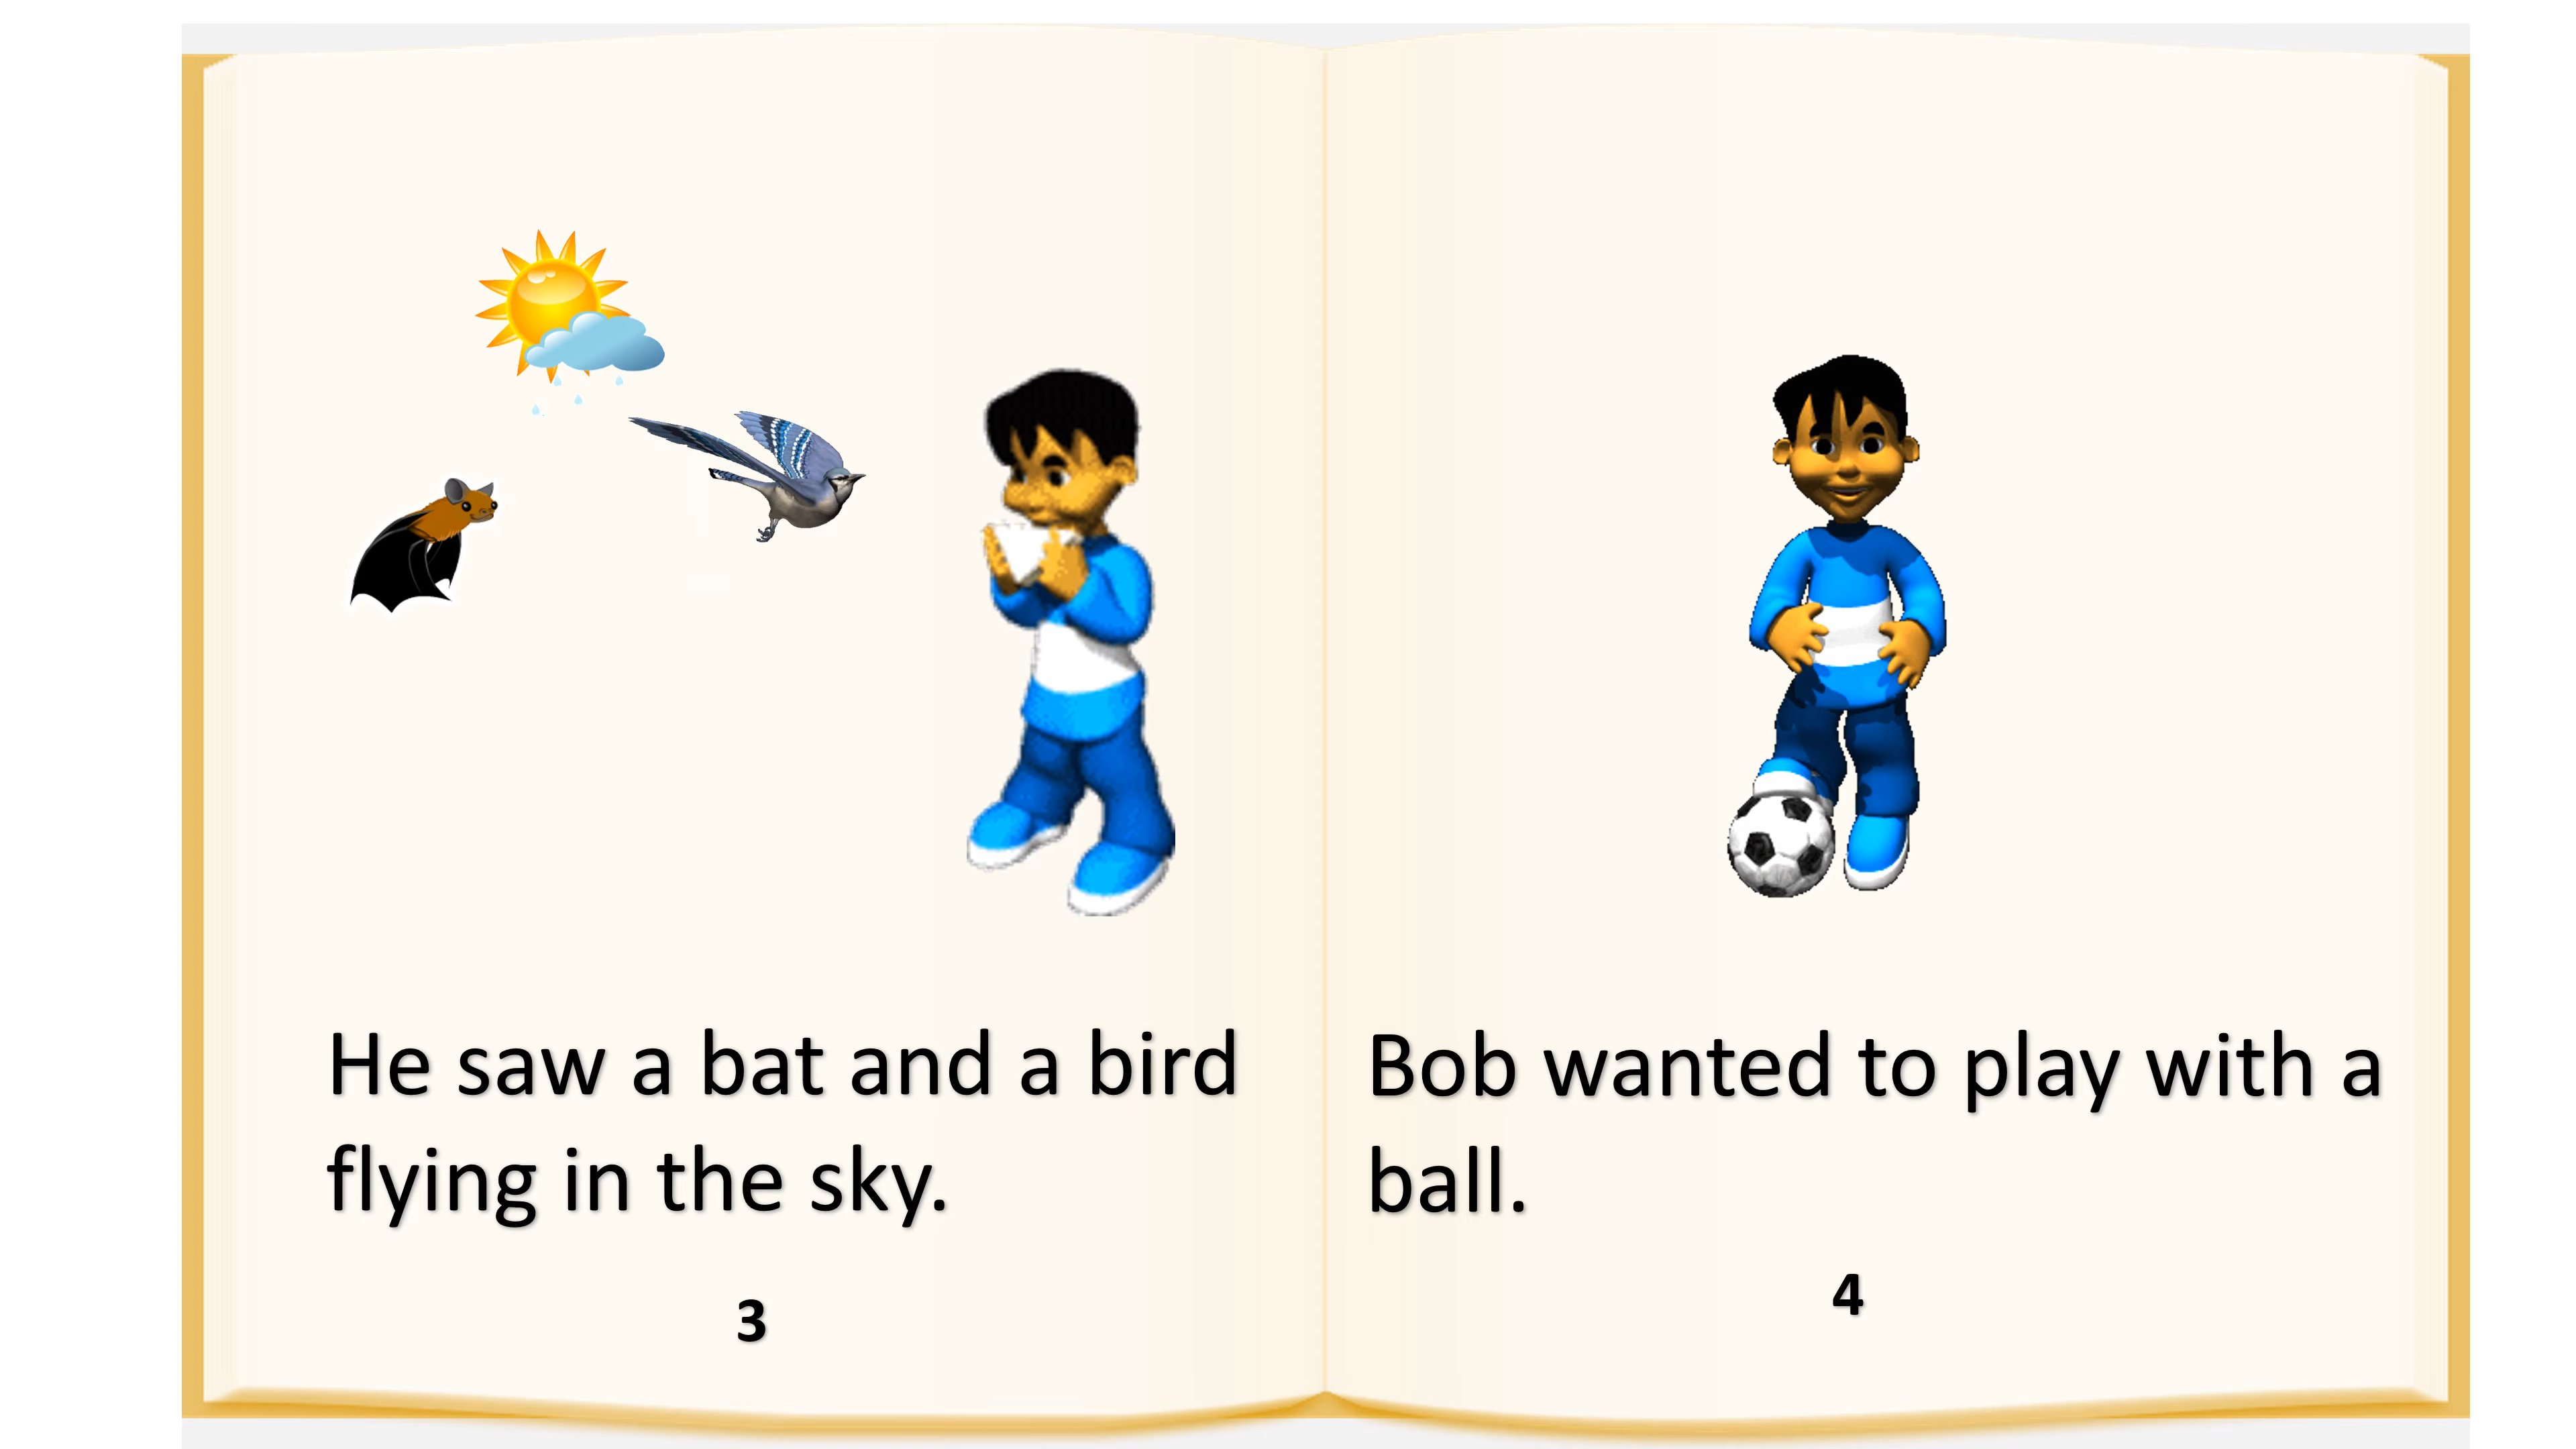 He saw a bat and a bird
flying in the sky.
3
Bob wanted to play with a
ball.
4